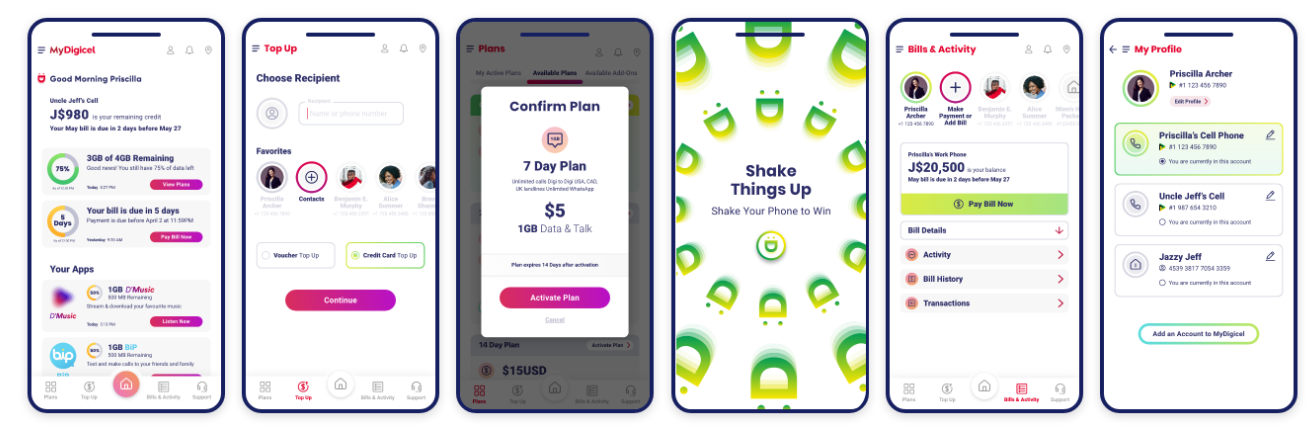 MyDigicel
Good Morning Priscilla
Uncle Jeff's Cell
J$980 is your remaining credit
Your May bill is due in 2 days before May 27
75%
3GB of 4GB Remaining
Good news! You still have 75% of data left
Today
View Plans
5
Days
Your bill is due in 5 days
Payment is due before April 2 at 11:59PM
Yesterday
Pay Bill Now
Your Apps
D'Music
1GB D'Music
500 MB Remaining
Stream & download your favourite music
Today
Listen Now
bip
1GB BiP
500 MB Remaining
Text and make calls to your friends and family
Plans
Top Up
Bills & Activity
Support
Top Up
Choose Recipient
Recipient
Name or phone number
Favorites
Priscilla
Archer
Contacts
Benjamin E.
Murphy
Alice
Summer
Voucher Top Up
Credit Card Top Up
Continue
Plans
Top Up
Bills & Activity
Support
Plans
My Active Plans
Available Plans
Available Add-Ons
Confirm Plan
7 Day Plan
Unlimited calls Digi to Digi USA, CAD,
UK landlines Unlimited WhatsApp
$5
1GB Data & Talk
Plan expires 14 Days after activation
Activate Plan
Cancel
14 Day Plan
Activate Plan
$15USD
Plans
Top Up
Bills & Activity
Support
Shake
Things Up
Shake Your Phone to Win
Bills & Activity
Priscilla
Archer
+1 123 456 7890
Make
Payment or
Add Bill
Benjamin E.
Murphy
Alice
Summer
Priscilla's Work Phone
J$20,500 is your balance
May bill is due in 2 days before May 27
Pay Bill Now
Bill Details
Activity
Bill History
Transactions
Plans
Top Up
Bills & Activity
Support
My Profile
Priscilla Archer
#1 123 456 7890
Edit Profile
Priscilla's Cell Phone
#1 123 456 7890
You are currently in this account
Uncle Jeff's Cell
#1 987 654 3210
You are currently in this account
Jazzy Jeff
4539 3817 7054 3359
You are currently in this account
Add an Account to MyDigicel